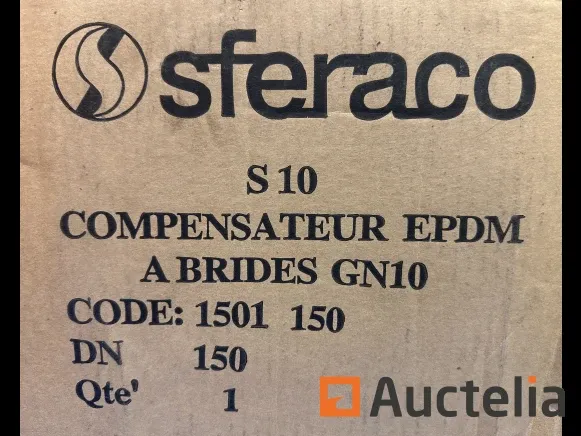 sferaco
S 10
COMPENSATEUR EPDM
A BRIDES GN10
CODE: 1501 150
DN 150
Qte' 1
Auctelia